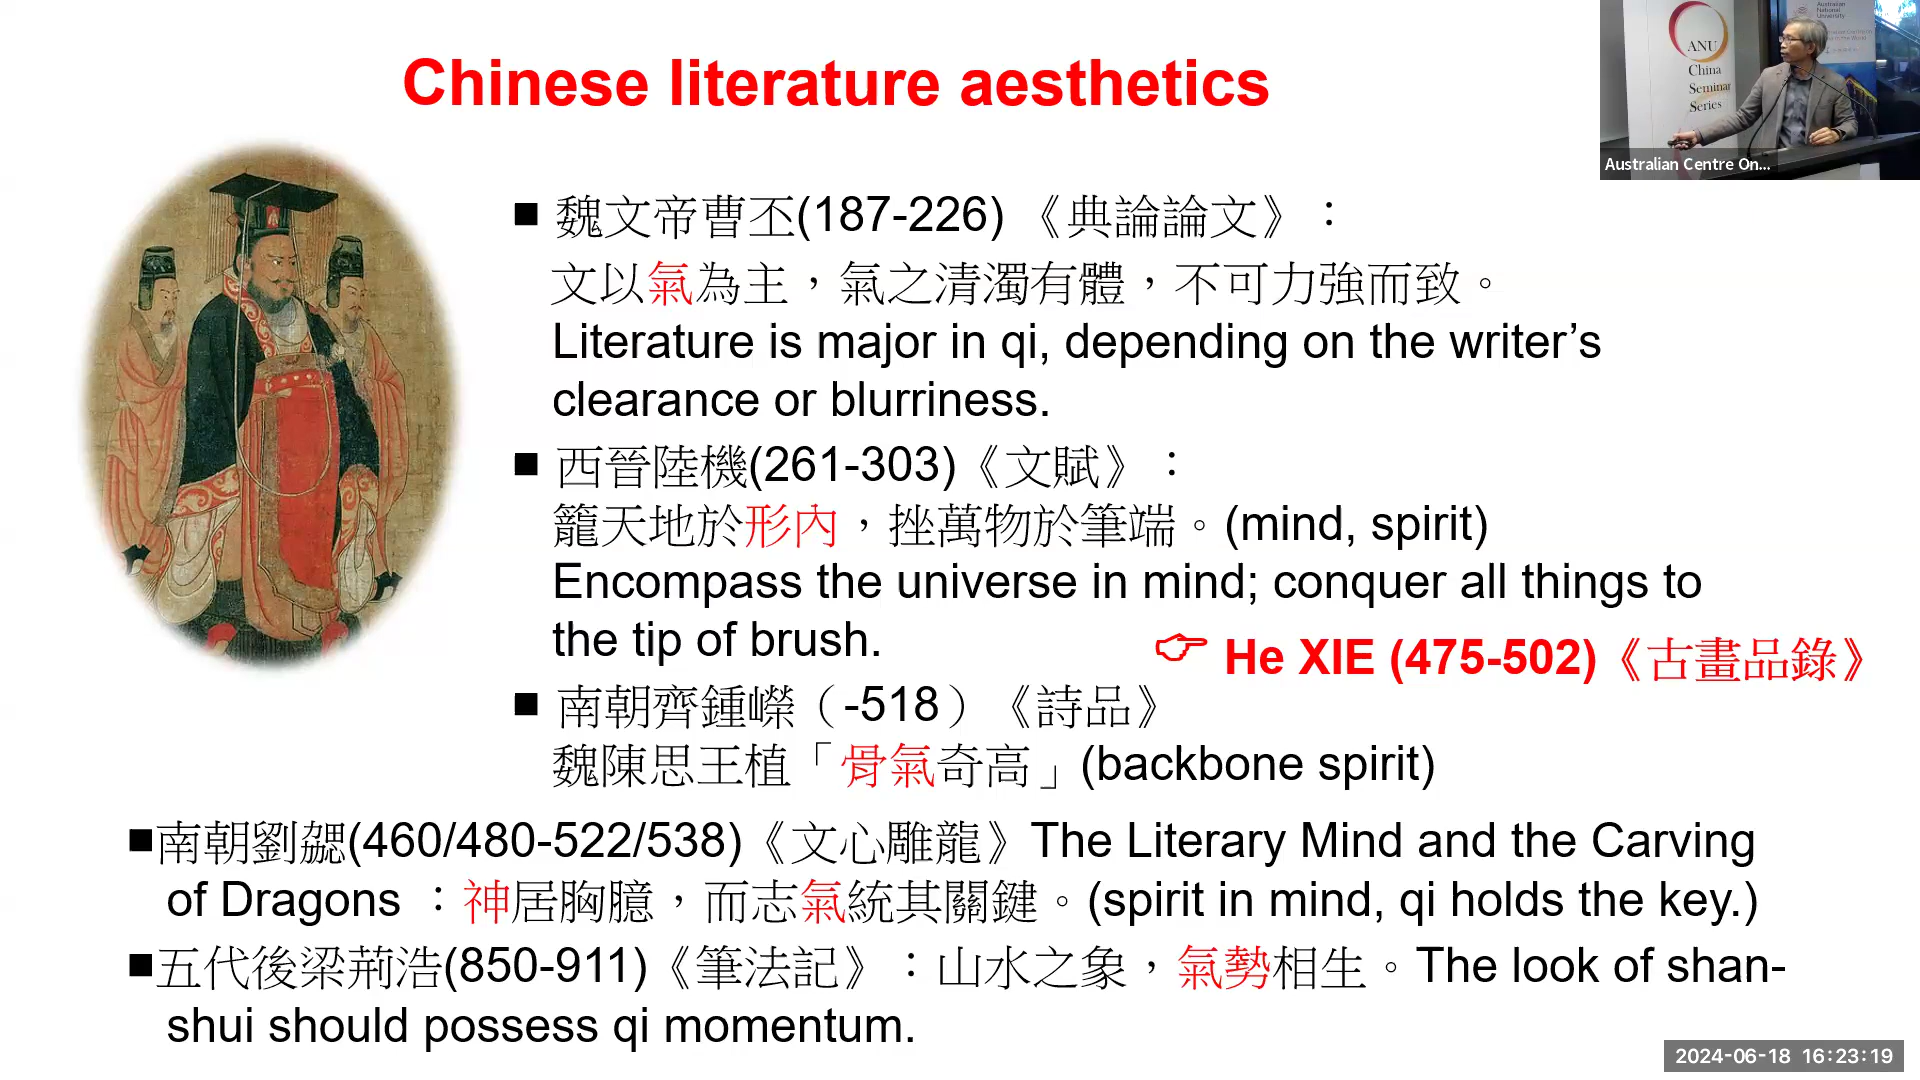 Chinese literature aesthetics
ANU
China
Seminar
Series
Australian
National
University
Australian Centre On...
■ 魏文帝曹丕(187-226) 《典論論文》：
文以氣為主，氣之清濁有體，不可力強而致。
Literature is major in qi, depending on the writer’s
clearance or blurriness.
■ 西晉陸機(261-303)《文賦》：
籠天地於形內，挫萬物於筆端。(mind, spirit)
Encompass the universe in mind; conquer all things to
the tip of brush.
☞ He XIE (475-502)《古畫品錄》
■ 南朝齊鍾嶸（-518）《詩品》
魏陳思王植「骨氣奇高」(backbone spirit)
■南朝劉勰(460/480-522/538)《文心雕龍》The Literary Mind and the Carving
of Dragons ：神居胸臆，而志氣統其關鍵。(spirit in mind, qi holds the key.)
■五代後梁荊浩(850-911)《筆法記》：山水之象，氣勢相生。The look of shan-
shui should possess qi momentum.
2024-06-18 16:23:19